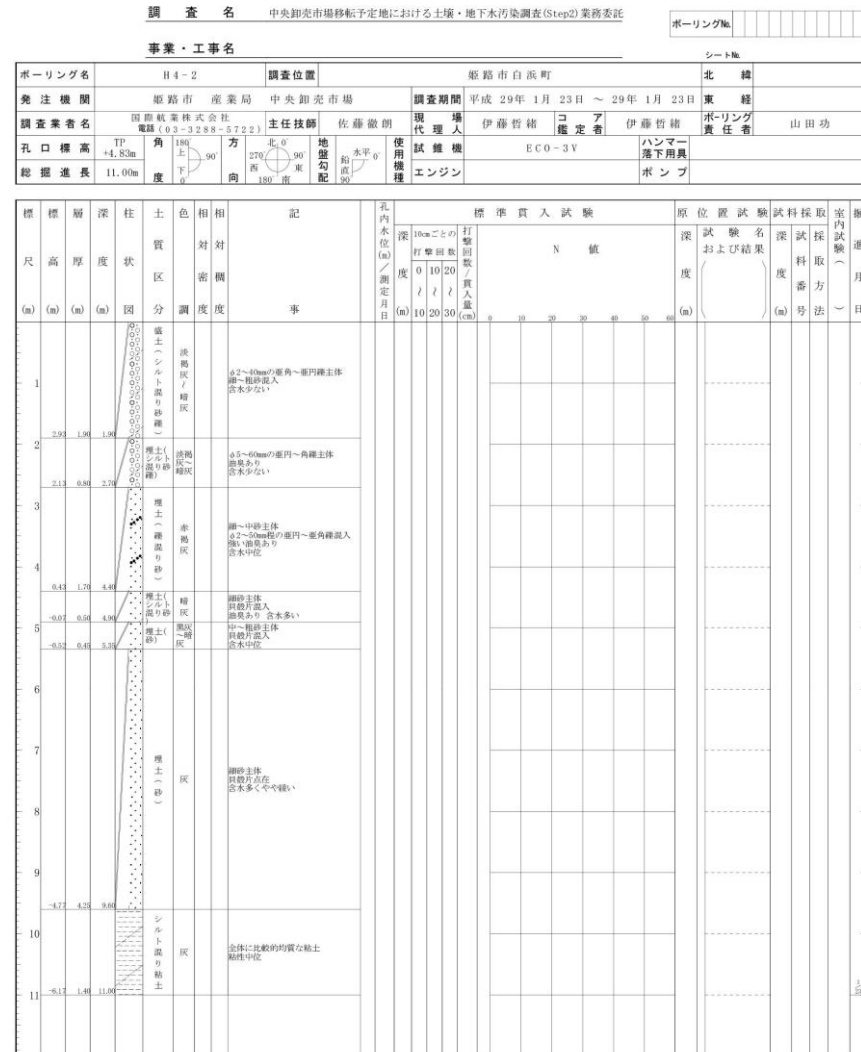 調 査 名 中央卸売市場移転予定地における土壌・地下水汚染調査(Step2)業務委託
ボーリングNo.
事業・工事名
シートNo.
ボーリング名 H4-2 調査位置 姫路市白浜町 北緯
発注機関 姫路市 産業局 中央卸売市場 調査期間 平成 29年 1月 23日 ~ 29年 1月 23日 東経
調査業者名 国際航業株式会社 電話(03-3288-5722) 主任技師 佐藤徹朗 現場代理人 伊藤哲緒 コア鑑定者 伊藤哲緒 ボーリング責任者 山田功
孔口標高 TP +4.83m 角度 180° 上 下 0° 90° 方向 北 0° 270° 西 90° 東 180° 南 地盤勾配 水平 0° 鉛直 90° 使用機種 試錐機 ECO-3V ハンマー落下用具
総掘進長 11.00m エンジン ポンプ
標尺(m) 標高(m) 層厚(m) 深度(m) 柱状図 土質区分 色調 相対密度 相対稠度 記事 孔内水位(m)/測定月日 標準貫入試験 原位置試験 試料採取 室内試験( ) 掘進月日
深度(m) 10cmごとの打撃回数 0~10 10~20 20~30 打撃回数/貫入量(cm) N 値 深度(m) 試験名および結果 深度(m) 試料番号 採取方法
0 10 20 30 40 50 60
盛土(シルト混り砂礫) 淡褐灰~暗灰
φ2~40mmの亜角~亜円礫主体
細~粗砂混入
含水少ない
1
2.93 1.90 1.90
2
埋土(シルト混り砂礫) 淡褐灰~暗灰
φ5~60mmの亜円~角礫主体
油臭あり
含水少ない
2.13 0.80 2.70
3
埋土(礫混り砂) 赤褐灰
細~中砂主体
φ2~50mm程の亜円~亜角礫混入
強い油臭あり
含水中位
4
0.43 1.70 4.40
埋土(シルト混り砂) 暗灰
細砂主体
貝殻片混入
油臭あり 含水多い
-0.07 0.50 4.90
5
埋土(砂) 黒灰~暗灰
中~粗砂主体
貝殻片混入
含水中位
-0.52 0.45 5.35
6
7
埋土(砂) 灰
細砂主体
貝殻片点在
含水多くやや緩い
8
9
-4.77 4.25 9.60
10
シルト混り粘土 灰
全体に比較的均質な粘土
粘性中位
-6.17 1.40 11.00
11